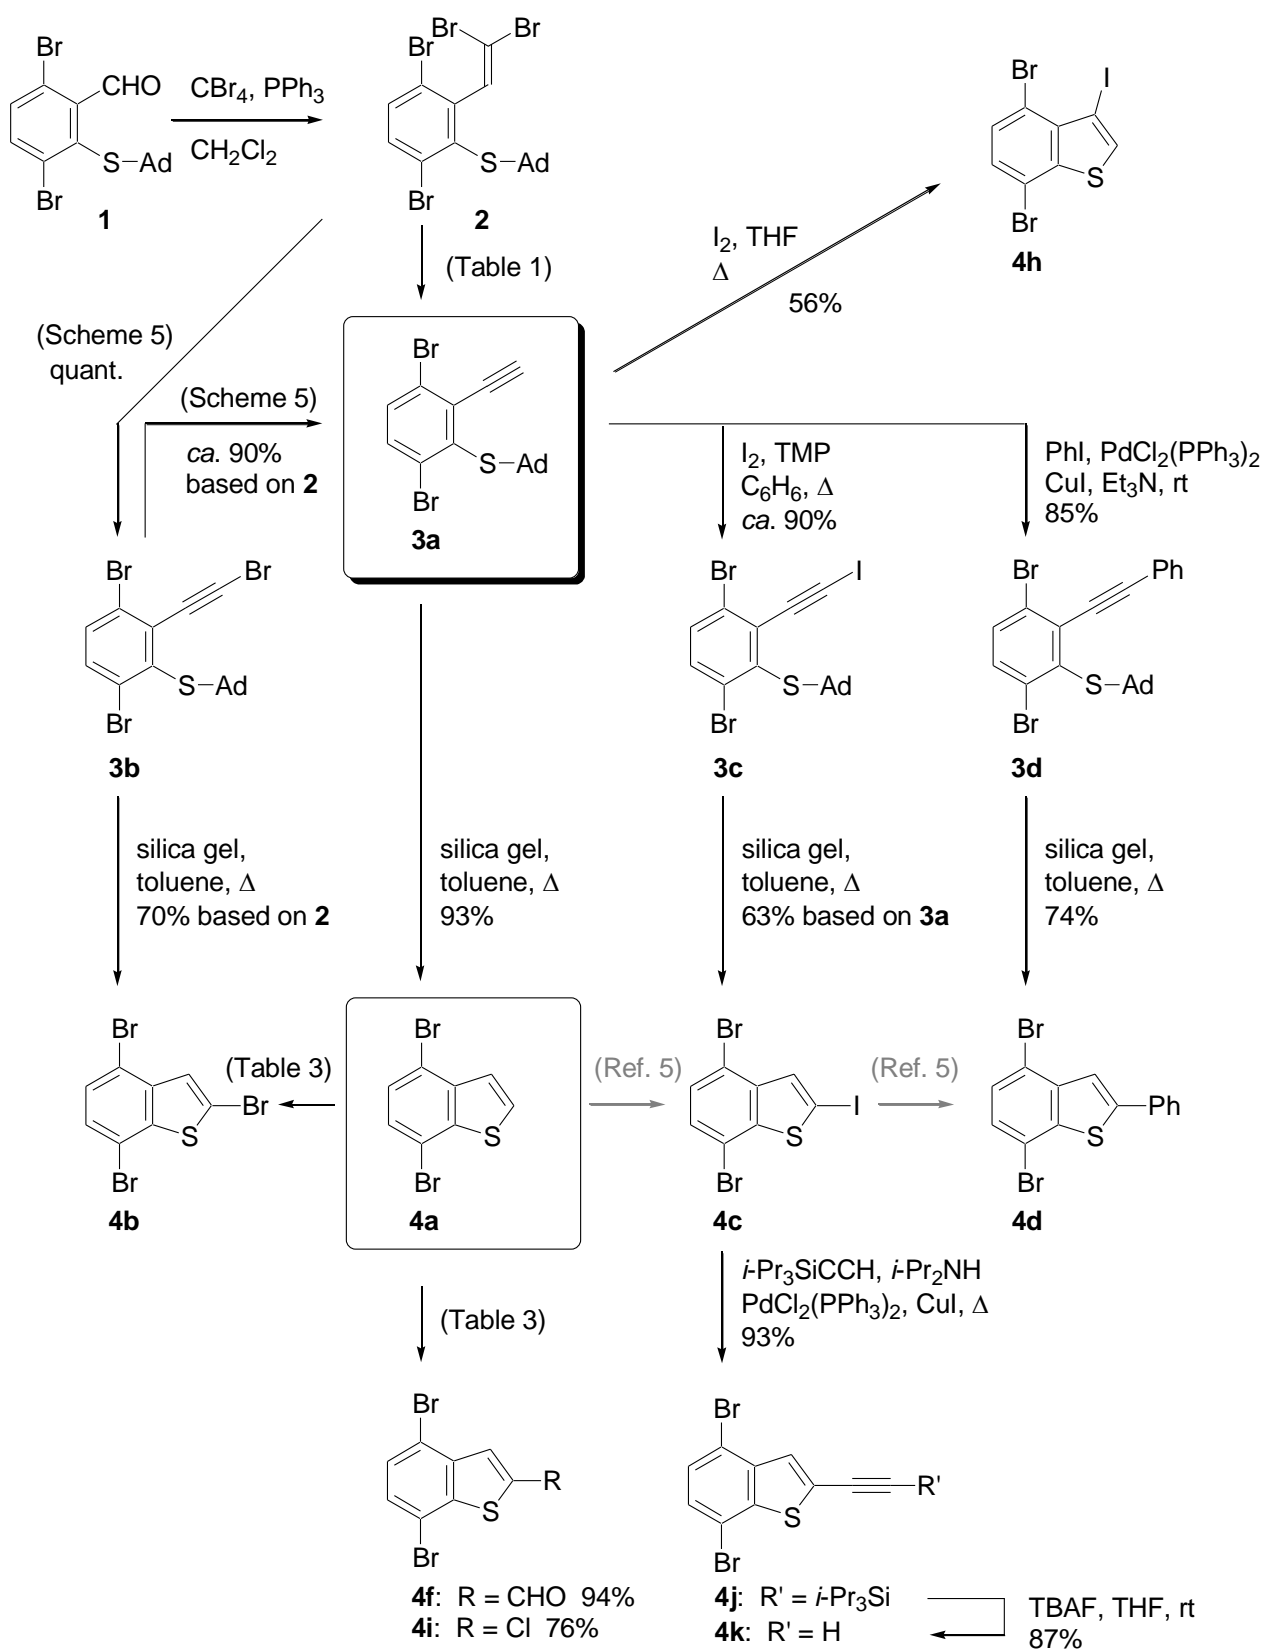 Br
CHO
S–Ad
Br
1
CBr4, PPh3
CH2Cl2
Br
Br
Br
S–Ad
Br
2
Br
I
S
Br
4h
I2, THF
Δ
56%
(Table 1)
(Scheme 5)
quant.
(Scheme 5)
ca. 90%
based on 2
Br
S–Ad
Br
3a
I2, TMP
C6H6, Δ
ca. 90%
PhI, PdCl2(PPh3)2
CuI, Et3N, rt
85%
Br
Br
S–Ad
Br
3b
Br
I
S–Ad
Br
3c
Br
Ph
S–Ad
Br
3d
silica gel,
toluene, Δ
70% based on 2
silica gel,
toluene, Δ
93%
silica gel,
toluene, Δ
63% based on 3a
silica gel,
toluene, Δ
74%
Br
Br
S
Br
4b
(Table 3)
Br
S
Br
4a
(Ref. 5)
Br
I
S
Br
4c
(Ref. 5)
Br
Ph
S
Br
4d
(Table 3)
i-Pr3SiCCH, i-Pr2NH
PdCl2(PPh3)2, CuI, Δ
93%
Br
R
S
Br
4f: R = CHO 94%
4i: R = Cl 76%
Br
R'
S
Br
4j: R' = i-Pr3Si
4k: R' = H
TBAF, THF, rt
87%